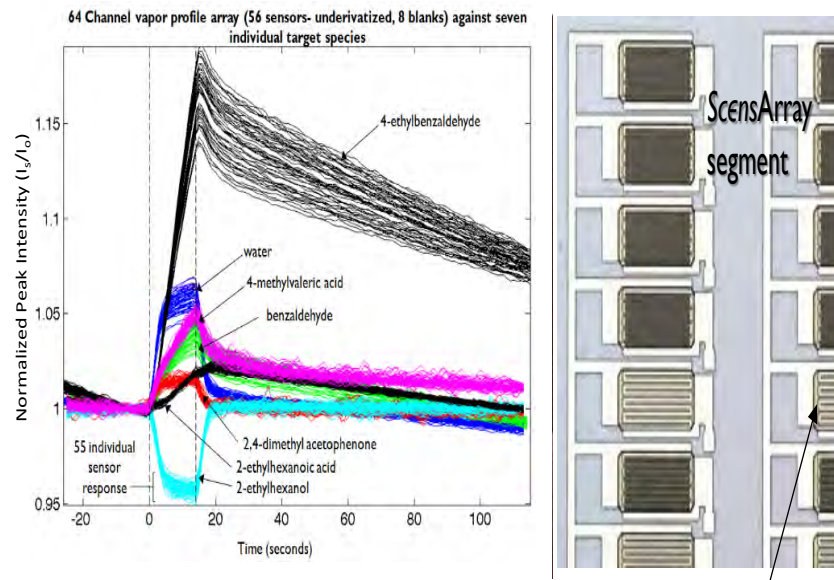 64 Channel vapor profile array (56 sensors- underivatized, 8 blanks) against seven
individual target species
Normalized Peak Intensity (Is/Io)
1.15
1.1
1.05
1
0.95
4-ethylbenzaldehyde
water
4-methylvaleric acid
benzaldehyde
2,4-dimethyl acetophenone
2-ethylhexanoic acid
2-ethylhexanol
55 individual
sensor
response
-20
0
20
40
60
80
100
Time (seconds)
ScensArray
segment